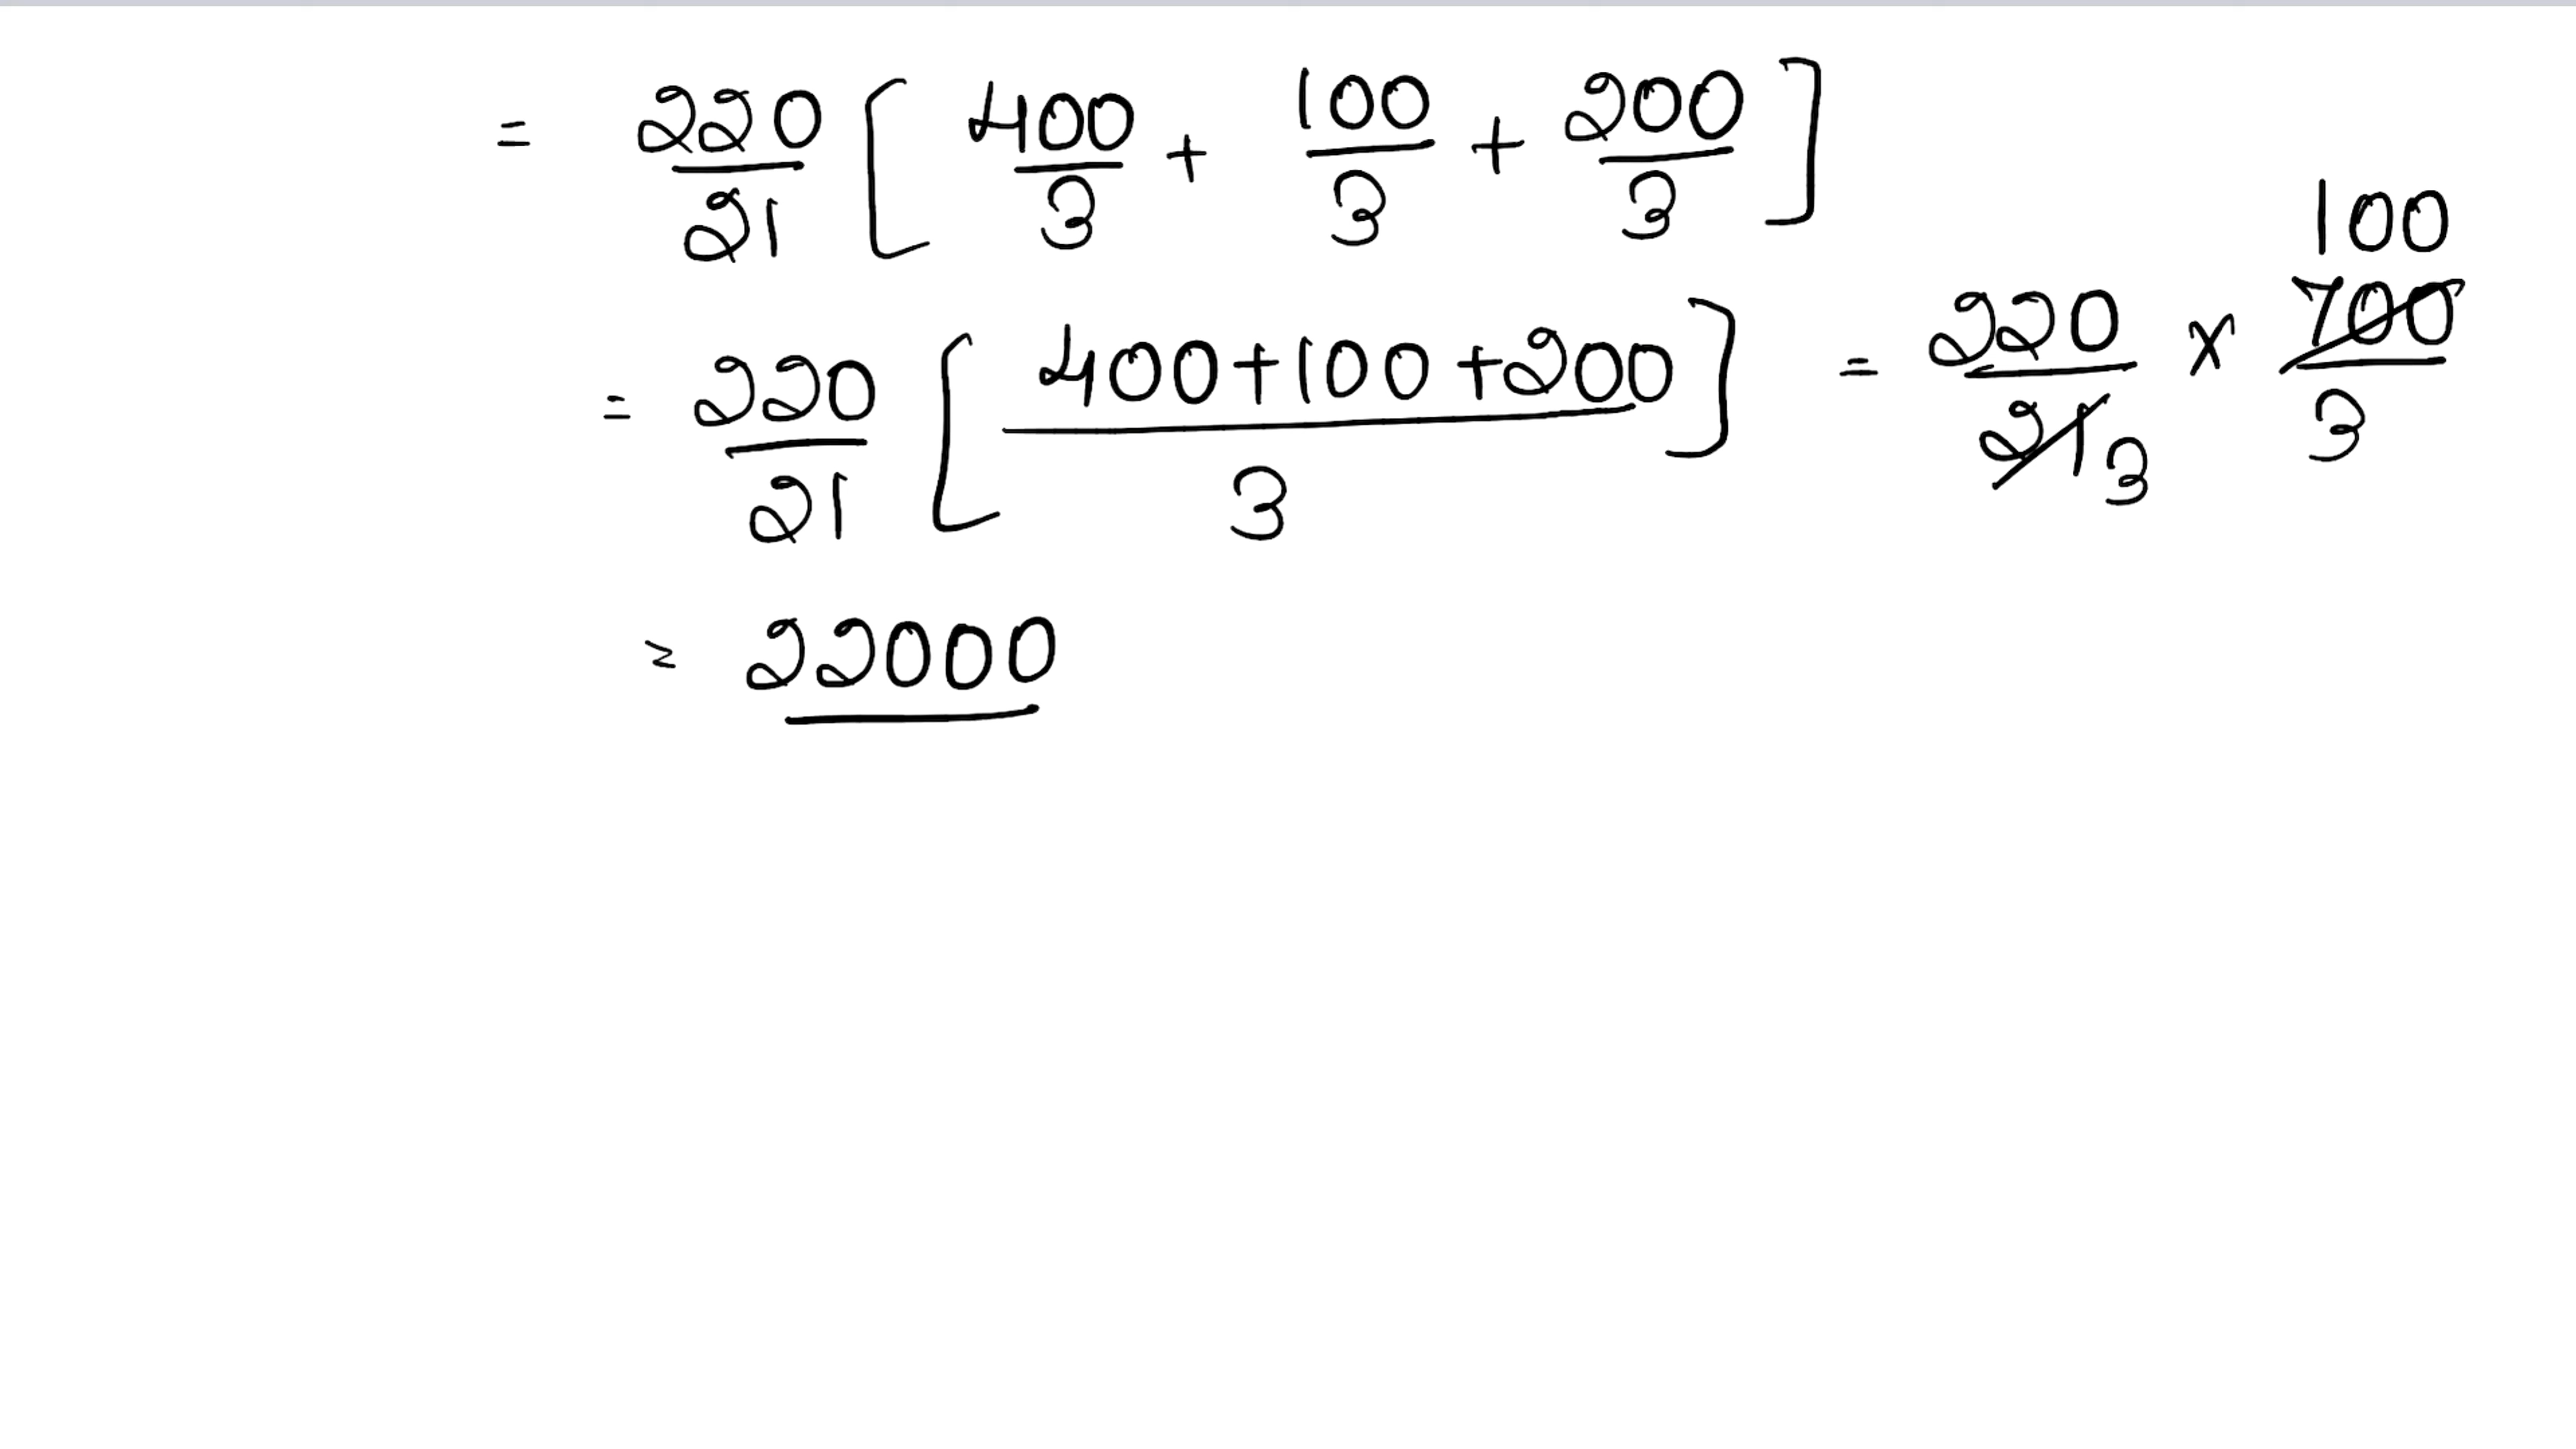 = 220/21 [ 400/3 + 100/3 + 200/3 ]
= 220/21 [ 400+100+200 / 3 ] = 220/21 3 × 100 700/3
= 22000